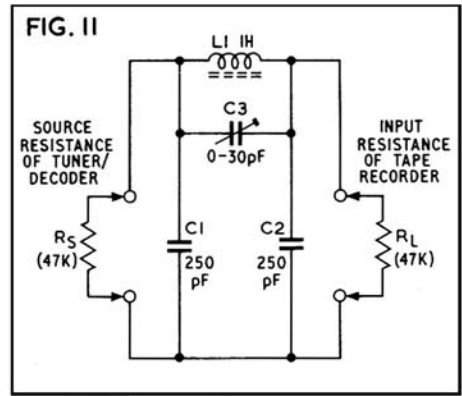 FIG. 11
L1 1H
C3
0-30pF
SOURCE
RESISTANCE
OF TUNER/
DECODER
INPUT
RESISTANCE
OF TAPE
RECORDER
RS
(47K)
C1
250
pF
C2
250
pF
RL
(47K)